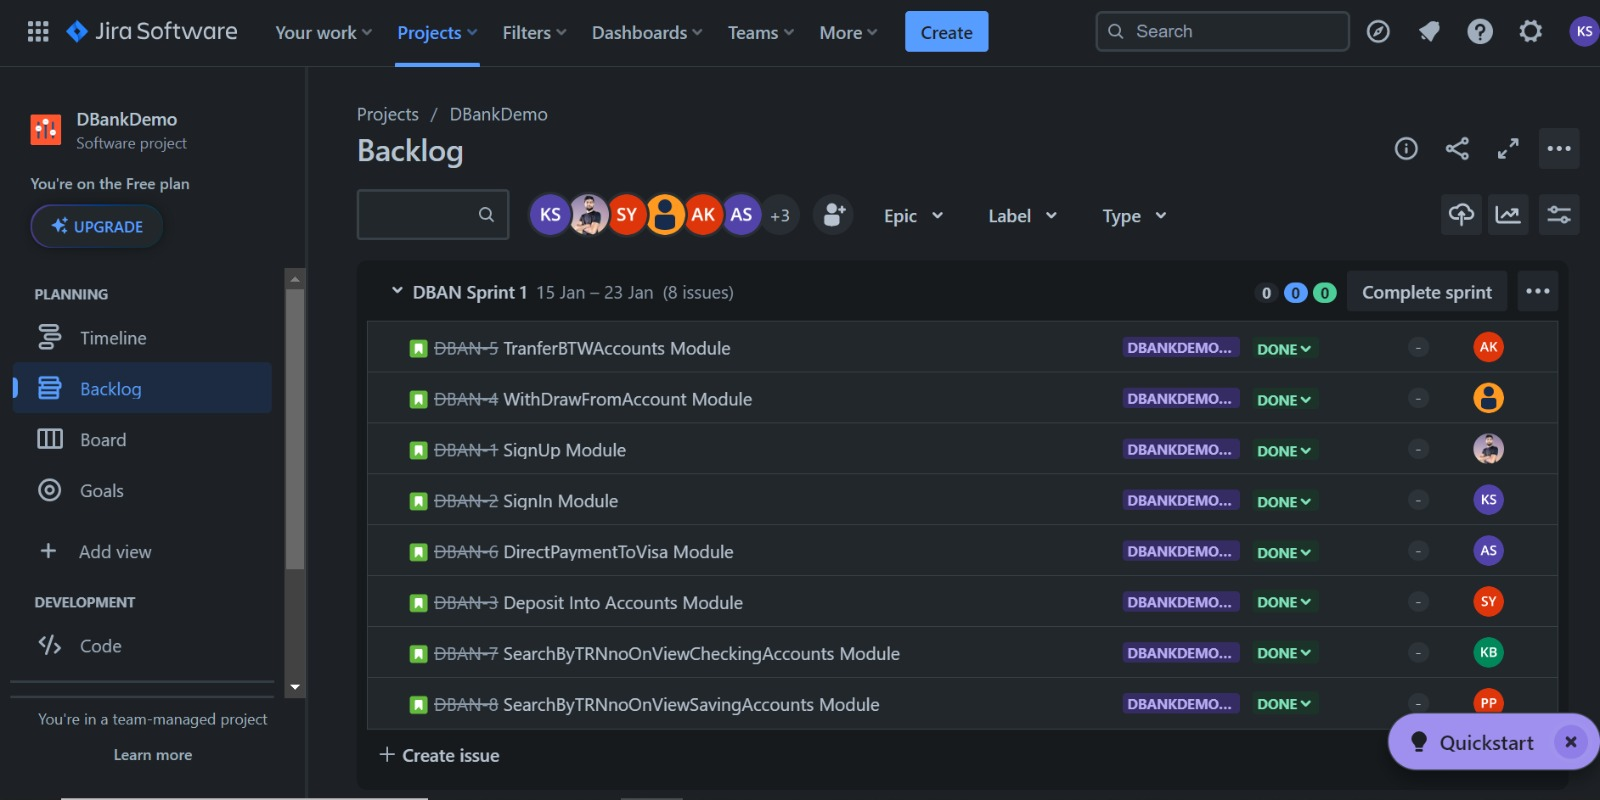 Jira Software Your work Projects Filters Dashboards Teams More Create Search KS
DBankDemo
Software project
You're on the Free plan
UPGRADE
PLANNING
Timeline
Backlog
Board
Goals
Add view
DEVELOPMENT
Code
You're in a team-managed project
Learn more
Projects / DBankDemo
Backlog
KS SY AK AS +3 Epic Label Type
DBAN Sprint 1 15 Jan – 23 Jan (8 issues) 0 0 0 Complete sprint
DBAN-5 TranferBTWAccounts Module DBANKDEMO... DONE - AK
DBAN-4 WithDrawFromAccount Module DBANKDEMO... DONE -
DBAN-1 SignUp Module DBANKDEMO... DONE -
DBAN-2 SignIn Module DBANKDEMO... DONE - KS
DBAN-6 DirectPaymentToVisa Module DBANKDEMO... DONE - AS
DBAN-3 Deposit Into Accounts Module DBANKDEMO... DONE - SY
DBAN-7 SearchByTRNnoOnViewCheckingAccounts Module DBANKDEMO... DONE - KB
DBAN-8 SearchByTRNnoOnViewSavingAccounts Module DBANKDEMO... DONE - PP
+ Create issue
Quickstart